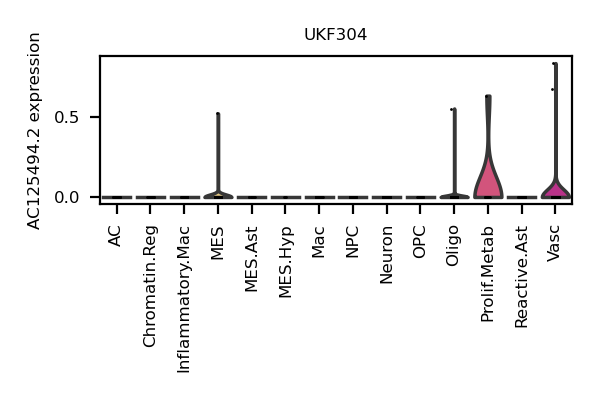 UKF304
AC125494.2 expression
0.5
0.0
AC
Chromatin.Reg
Inflammatory.Mac
MES
MES.Ast
MES.Hyp
Mac
NPC
Neuron
OPC
Oligo
Prolif.Metab
Reactive.Ast
Vasc